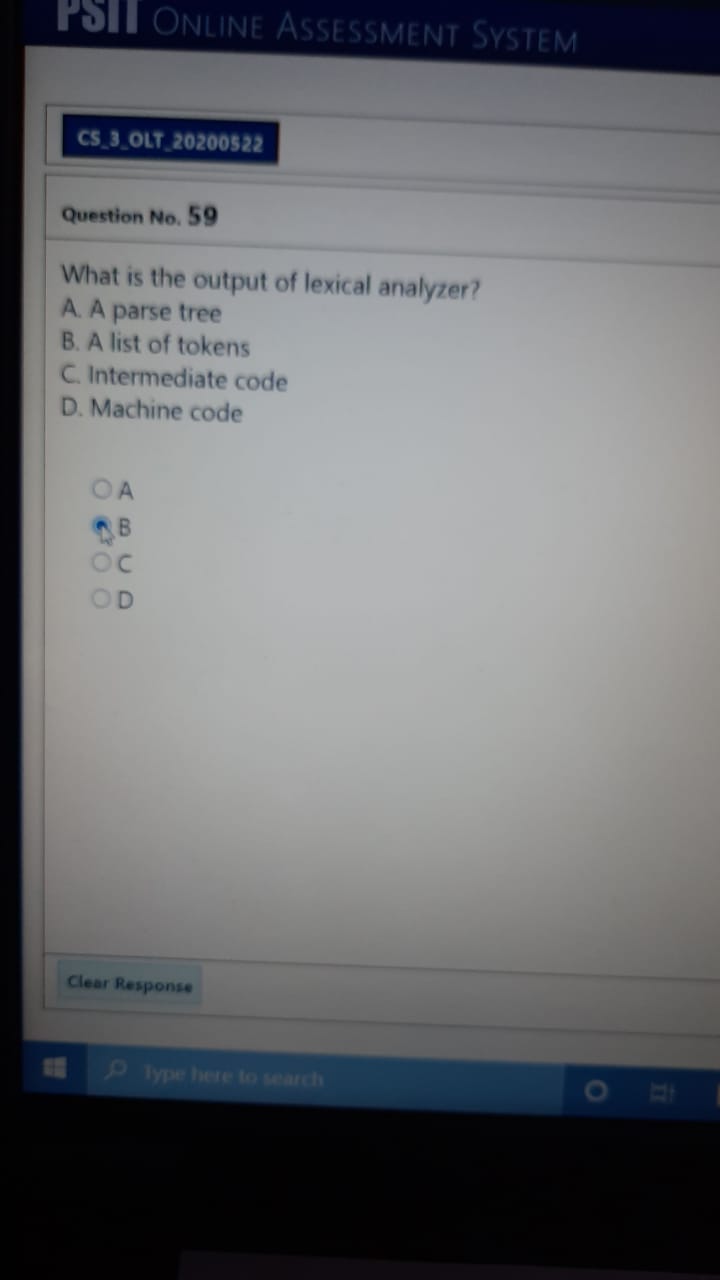 PSIT ONLINE ASSESSMENT SYSTEM
CS_3_OLT_20200522
Question No. 59
What is the output of lexical analyzer?
A. A parse tree
B. A list of tokens
C. Intermediate code
D. Machine code
A
B
C
D
Clear Response
Type here to search